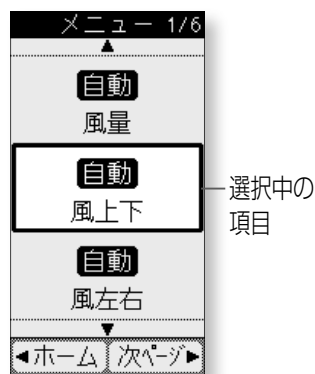 メニュー 1/6
▲
自動
風量
自動
風上下
選択中の
項目
自動
風左右
▼
◄ホーム 次ページ►